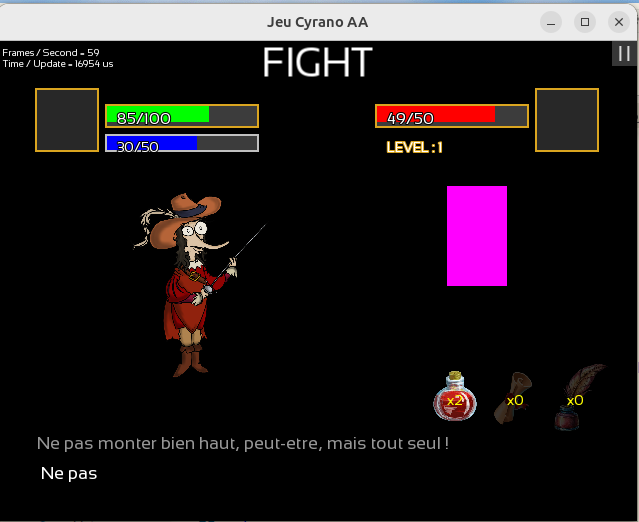 Jeu Cyrano AA
Frames / Second = 59
Time / Update = 16954 us
FIGHT
85/100
49/50
30/50
LEVEL : 1
x2
x0
x0
Ne pas monter bien haut, peut-etre, mais tout seul !
Ne pas